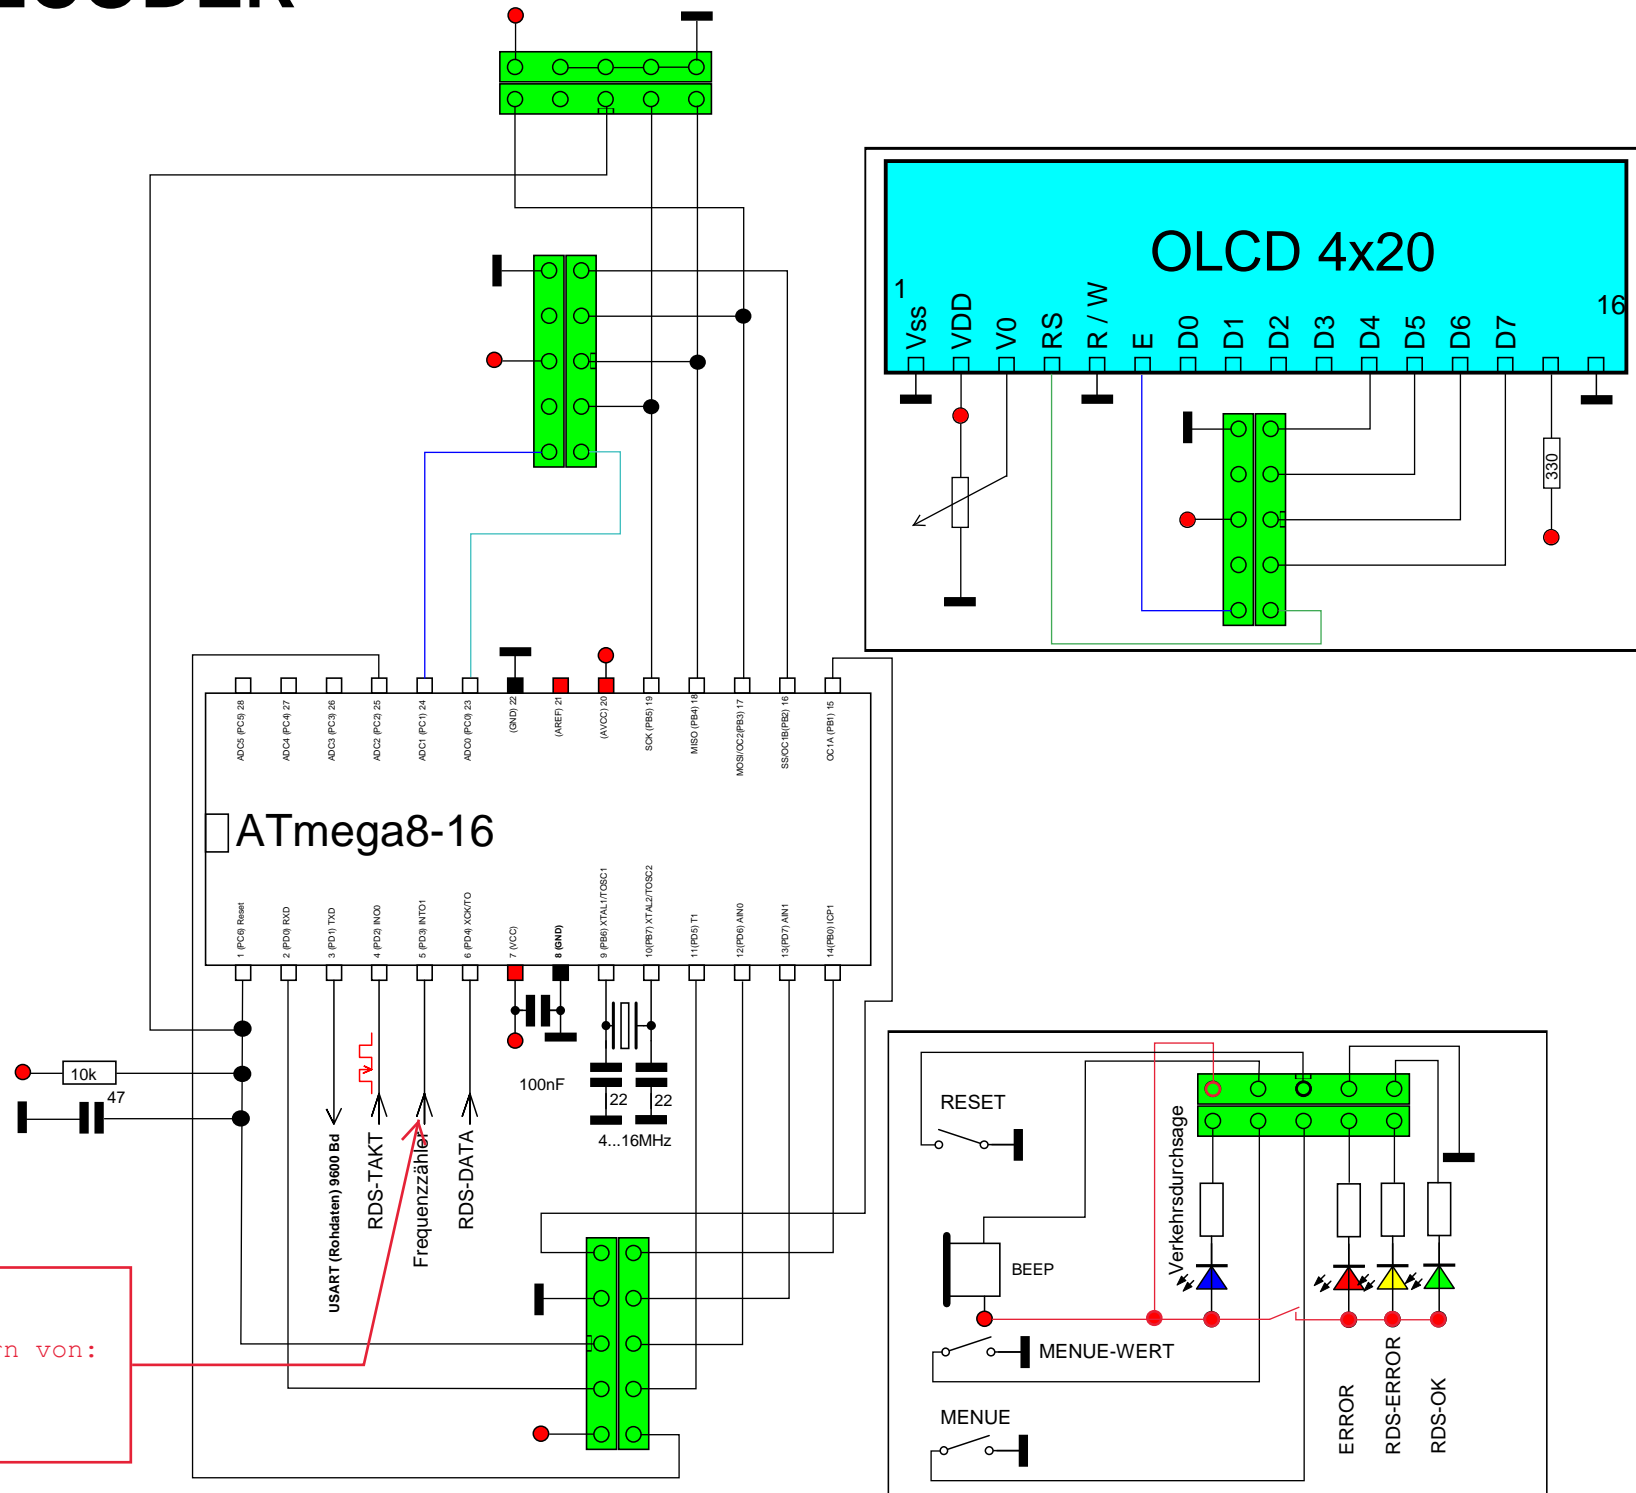 OLCD 4x20
1
16
Vss
VDD
V0
RS
R / W
E
D0
D1
D2
D3
D4
D5
D6
D7
330
ADC5 (PC5) 28
ADC4 (PC4) 27
ADC3 (PC3) 26
ADC2 (PC2) 25
ADC1 (PC1) 24
ADC0 (PC0) 23
(GND) 22
(AREF) 21
(AVCC) 20
SCK (PB5) 19
MISO (PB4) 18
MOSI/OC2(PB3) 17
SS/OC1B(PB2) 16
OC1A (PB1) 15
ATmega8-16
1 (PC6) Reset
2 (PD0) RXD
3 (PD1) TXD
4 (PD2) INO0
5 (PD3) INTO1
6 (PD4) XCK/TO
7 (VCC)
8 (GND)
9 (PB6) XTAL1/TOSC1
10(PB7) XTAL2/TOSC2
11(PD5) T1
12(PD6) AIN0
13(PD7) AIN1
14(PB0) ICP1
10k
47
100nF
22
22
4...16MHz
USART (Rohdaten) 9600 Bd
RDS-TAKT
Frequenzzähler
RDS-DATA
von:
RESET
Verkehrsdurchsage
BEEP
MENUE-WERT
MENUE
ERROR
RDS-ERROR
RDS-OK